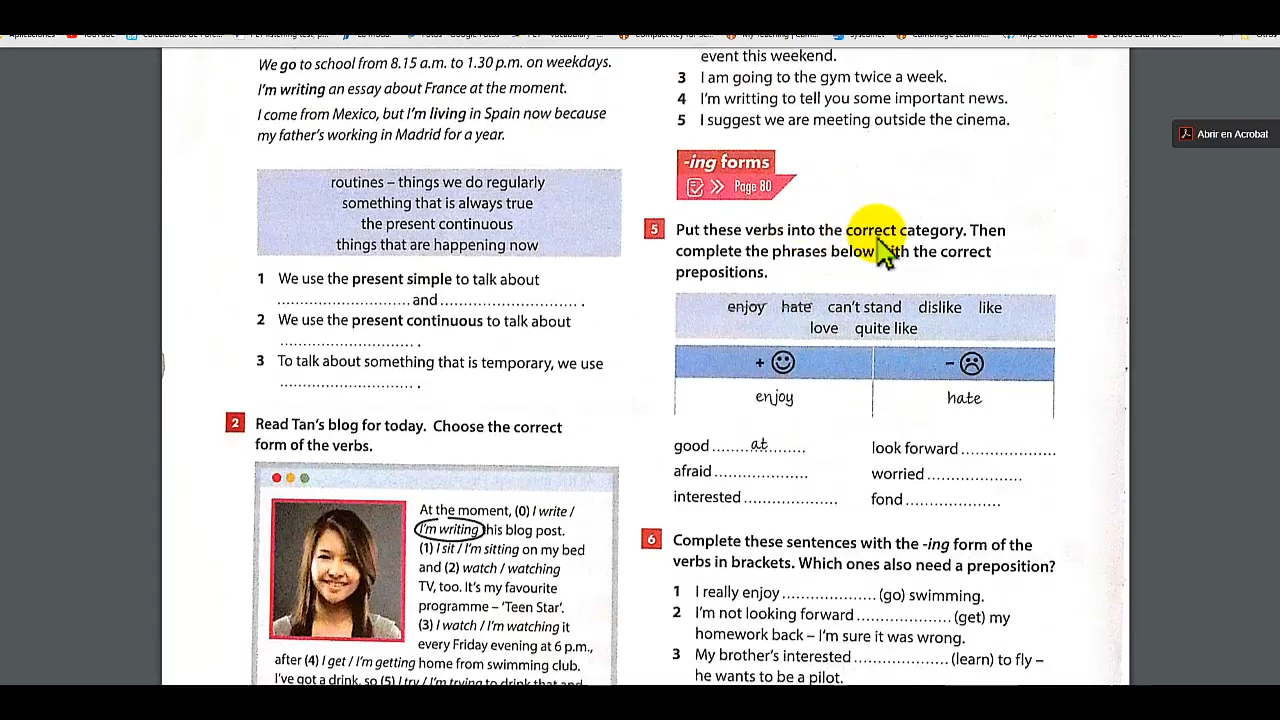 We go to school from 8.15 a.m. to 1.30 p.m. on weekdays.
I'm writing an essay about France at the moment.
I come from Mexico, but I'm living in Spain now because
my father's working in Madrid for a year.
routines – things we do regularly
something that is always true
the present continuous
things that are happening now
1 We use the present simple to talk about
............................... and ................................ .
2 We use the present continuous to talk about
............................... .
3 To talk about something that is temporary, we use
............................... .
2 Read Tan's blog for today. Choose the correct
form of the verbs.
At the moment, (0) I write /
I'm writing this blog post.
(1) I sit / I'm sitting on my bed
and (2) watch / watching
TV, too. It's my favourite
programme – 'Teen Star'.
(3) I watch / I'm watching it
every Friday evening at 6 p.m.,
after (4) I get / I'm getting home from swimming club.
I've got a drink, so (5) I try / I'm trying to drink that and
event this weekend.
3 I am going to the gym twice a week.
4 I'm writting to tell you some important news.
5 I suggest we are meeting outside the cinema.
-ing forms
Page 80
5 Put these verbs into the correct category. Then
complete the phrases below with the correct
prepositions.
enjoy hate can't stand dislike like
love quite like
+ –
enjoy hate
good ........at......... look forward .......................
afraid ....................... worried .......................
interested ....................... fond .......................
6 Complete these sentences with the -ing form of the
verbs in brackets. Which ones also need a preposition?
1 I really enjoy ....................... (go) swimming.
2 I'm not looking forward ....................... (get) my
homework back – I'm sure it was wrong.
3 My brother's interested ....................... (learn) to fly –
he wants to be a pilot.
Abrir en Acrobat